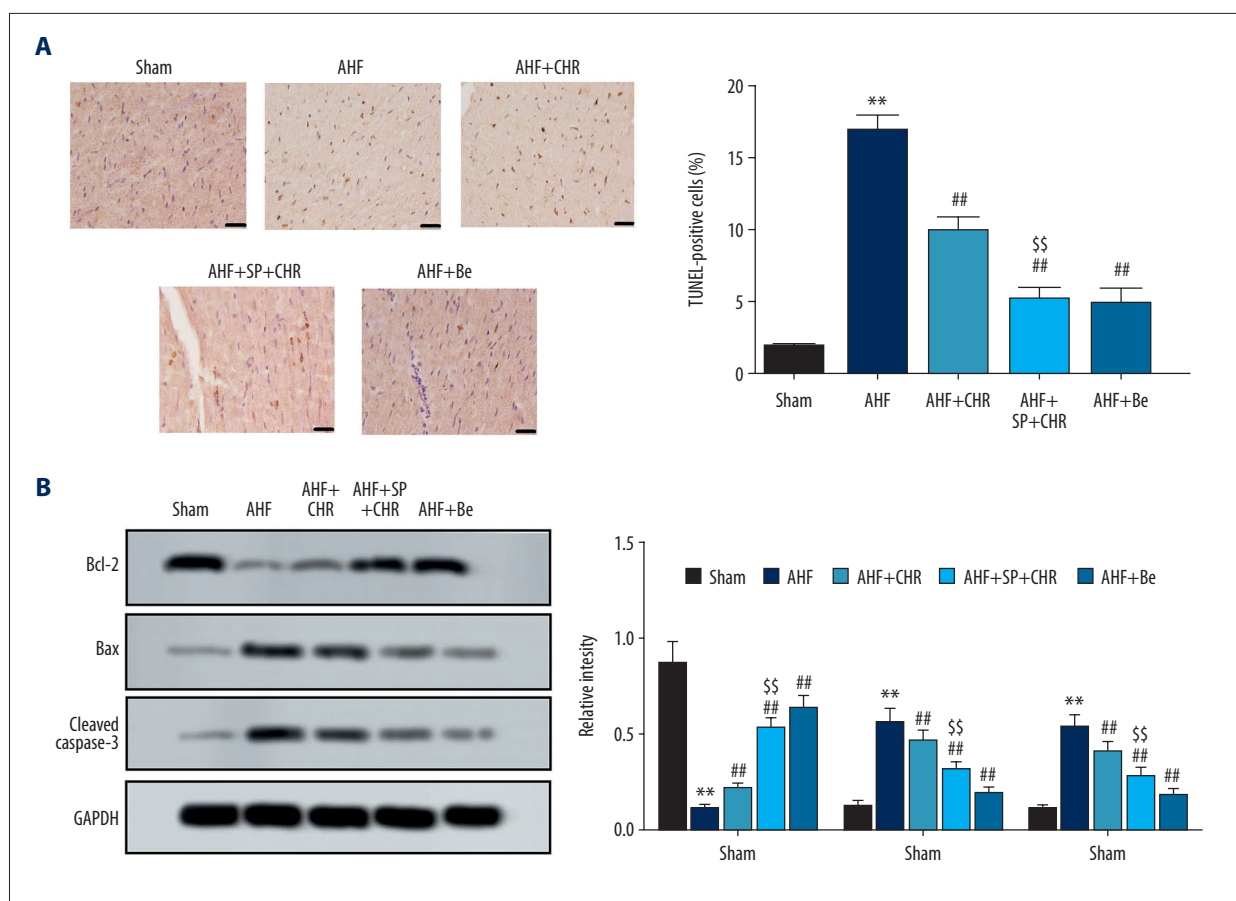 A
Sham
AHF
AHF+CHR
AHF+SP+CHR
AHF+Be
TUNEL-positive cells (%)
20
15
10
5
0
**
##
$$
##
##
Sham
AHF
AHF+CHR
AHF+
SP+CHR
AHF+Be
B
Sham
AHF
AHF+
CHR
AHF+SP
+CHR
AHF+Be
Bcl-2
Bax
Cleaved
caspase-3
GAPDH
Relative intesity
1.5
1.0
0.5
0.0
Sham
AHF
AHF+CHR
AHF+SP+CHR
AHF+Be
**
##
$$
##
##
**
##
$$
##
##
**
##
$$
##
##
Sham
Sham
Sham